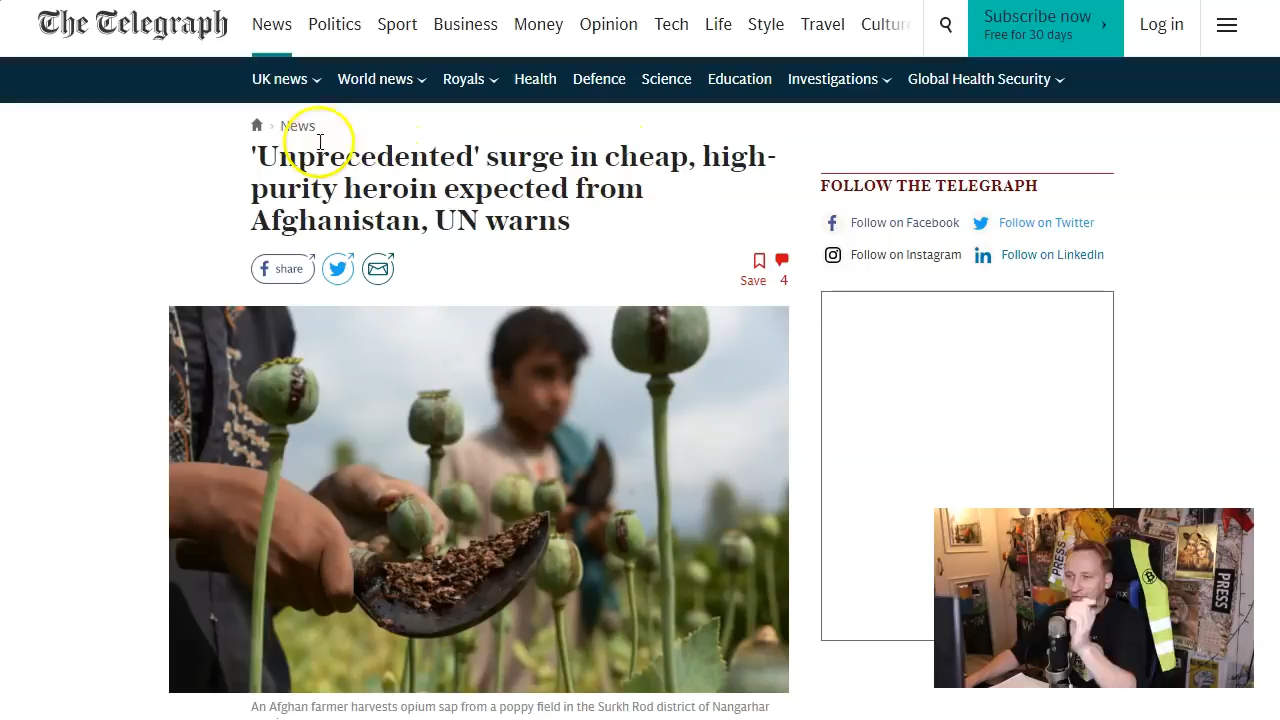 The Telegraph
News Politics Sport Business Money Opinion Tech Life Style Travel Culture
Subscribe now
Free for 30 days
Log in
UK news World news Royals Health Defence Science Education Investigations Global Health Security
News
'Unprecedented' surge in cheap, high-
purity heroin expected from
Afghanistan, UN warns
share
Save 4
FOLLOW THE TELEGRAPH
Follow on Facebook Follow on Twitter
Follow on Instagram Follow on LinkedIn
An Afghan farmer harvests opium sap from a poppy field in the Surkh Rod district of Nangarhar
PRESS
PRESS